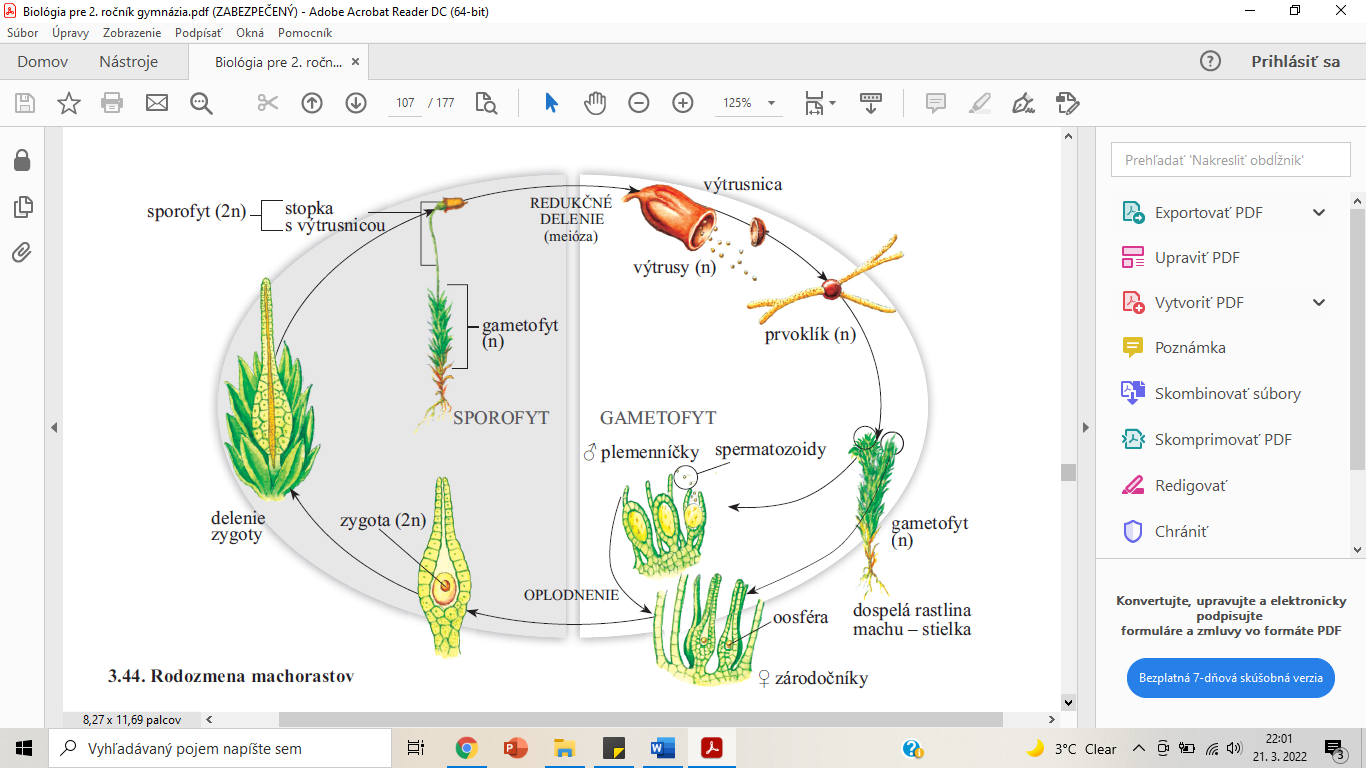 Biológia pre 2. ročník gymnázia.pdf (ZABEZPEČENÝ) - Adobe Acrobat Reader DC (64-bit)
Súbor Úpravy Zobrazenie Podpísať Okná Pomocník
Domov Nástroje Biológia pre 2. ročn... × Prihlásiť sa
107 / 177 125%
sporofyt (2n)
stopka
s výtrusnicou
REDUKČNÉ
DELENIE
(meióza)
výtrusnica
výtrusy (n)
prvoklík (n)
gametofyt
(n)
SPOROFYT
GAMETOFYT
♂ plemenníčky
spermatozoidy
delenie
zygoty
zygota (2n)
gametofyt
(n)
OPLODNENIE
oosféra
dospelá rastlina
machu – stielka
♀ zárodočníky
3.44. Rodozmena machorastov
8,27 x 11,69 palcov
Prehľadať 'Nakresliť obdĺžnik'
Exportovať PDF
Upraviť PDF
Vytvoriť PDF
Poznámka
Skombinovať súbory
Skomprimovať PDF
Redigovať
Chrániť
Konvertujte, upravujte a elektronicky
podpisujte
formuláre a zmluvy vo formáte PDF
Bezplatná 7-dňová skúšobná verzia
Vyhľadávaný pojem napíšte sem
3°C Clear
22:01
21. 3. 2022
3